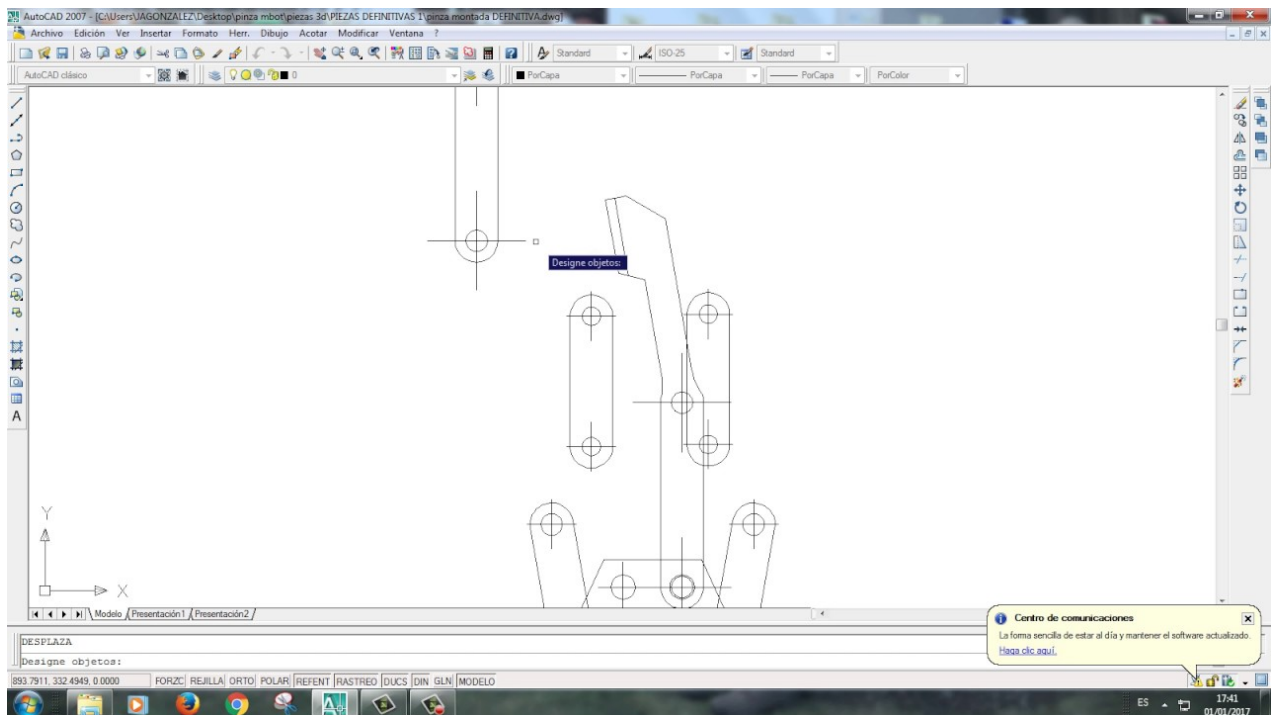 AutoCAD 2007 - [C:\Users\JAGONZALEZ\Desktop\pinza mbot\piezas 3d\PIEZAS DEFINITIVAS 1\pinza montada DEFINITIVA.dwg]
Archivo Edición Ver Insertar Formato Herr. Dibujo Acotar Modificar Ventana ?
Standard ISO-25 Standard
AutoCAD clásico 0 PorCapa PorCapa PorCapa PorColor
A
Designe objetos:
Y
X
Modelo Presentación1 Presentación2
Centro de comunicaciones
La forma sencilla de estar al día y mantener el software actualizado.
Haga clic aquí.
DESPLAZA
Designe objetos:
893.7911, 332.4949, 0.0000 FORZC REJILLA ORTO POLAR REFENT RASTREO DUCS DIN GLN MODELO
ES 17:41
01/01/2017